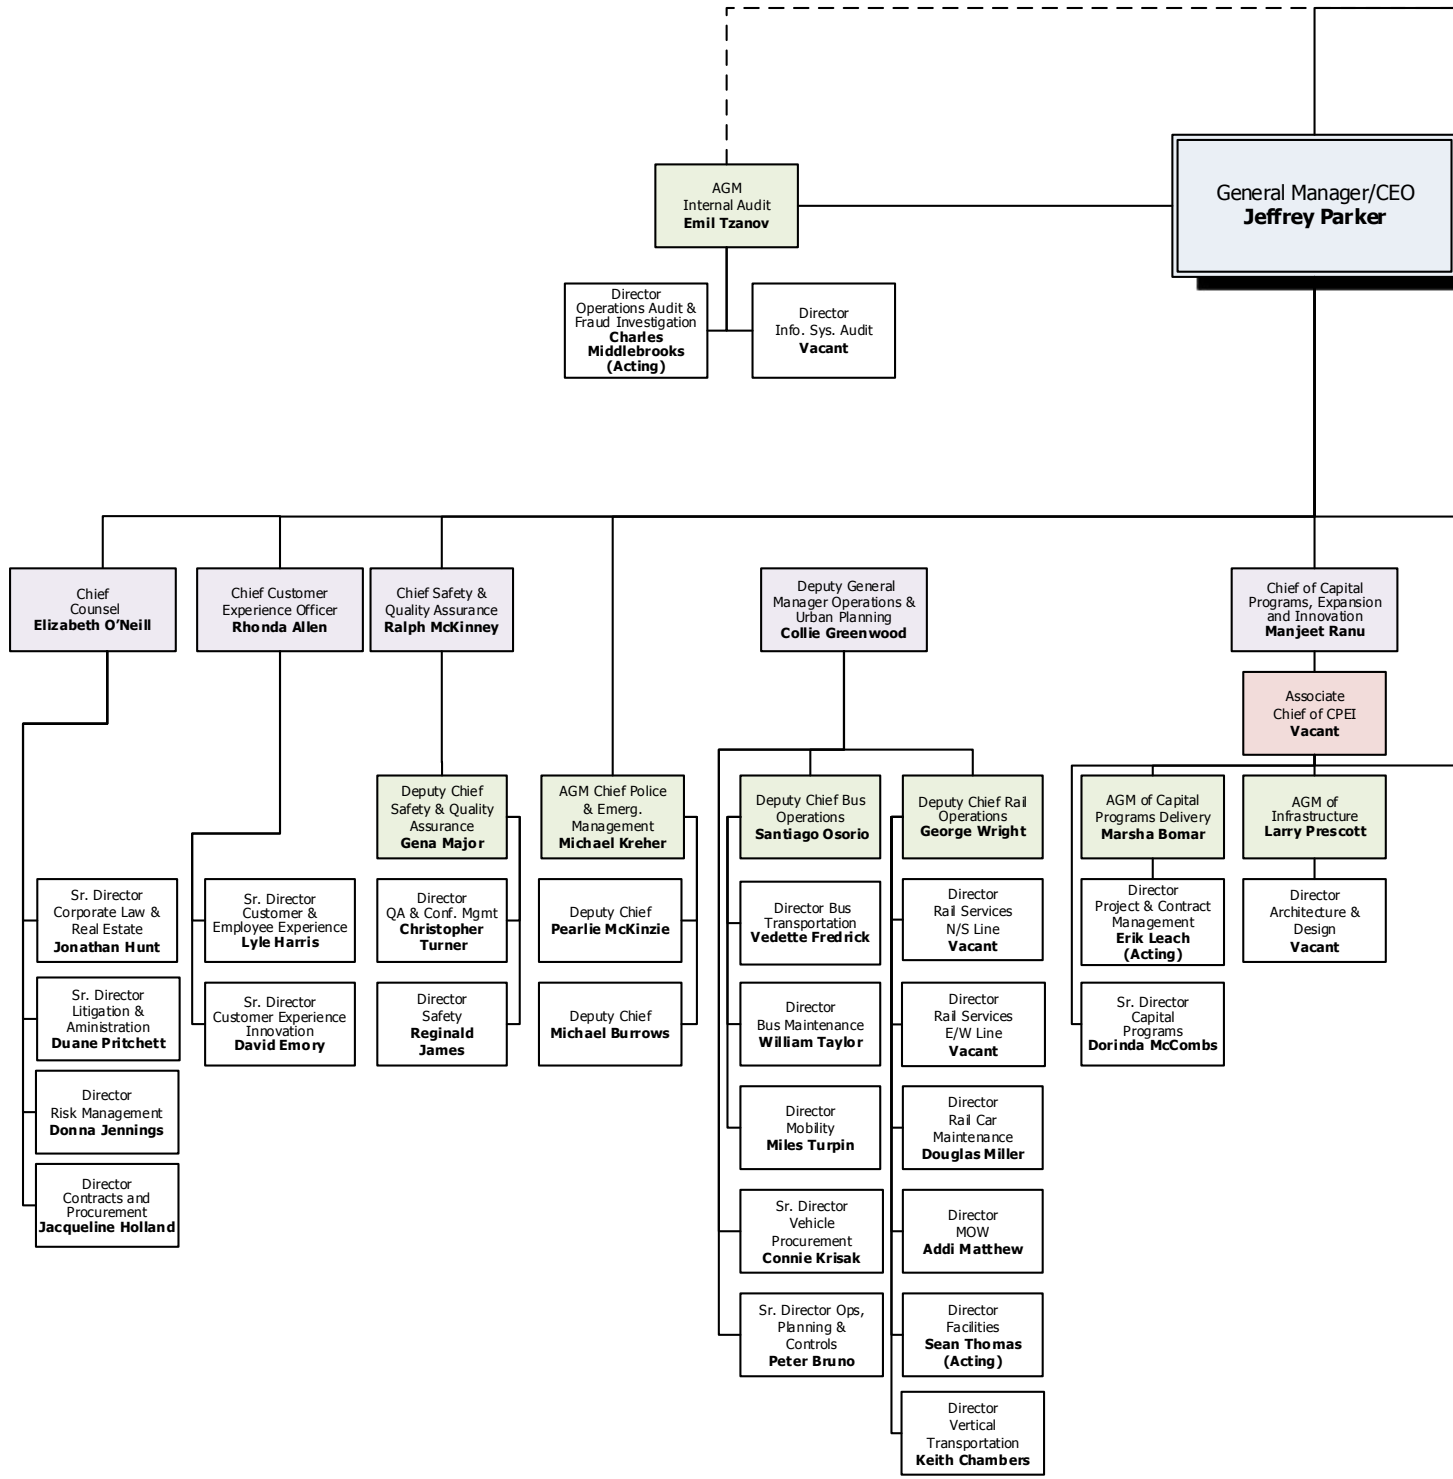 General Manager/CEO
Jeffrey Parker
AGM
Internal Audit
Emil Tzanov
Director
Operations Audit &
Fraud Investigation
Charles
Middlebrooks
(Acting)
Director
Info. Sys. Audit
Vacant
Chief
Counsel
Elizabeth O’Neill
Chief Customer
Experience Officer
Rhonda Allen
Chief Safety &
Quality Assurance
Ralph McKinney
Deputy General
Manager Operations &
Urban Planning
Collie Greenwood
Chief of Capital
Programs, Expansion
and Innovation
Manjeet Ranu
Associate
Chief of CPEI
Vacant
Deputy Chief
Safety & Quality
Assurance
Gena Major
AGM Chief Police
& Emerg.
Management
Michael Kreher
Deputy Chief Bus
Operations
Santiago Osorio
Deputy Chief Rail
Operations
George Wright
AGM of Capital
Programs Delivery
Marsha Bomar
AGM of
Infrastructure
Larry Prescott
Sr. Director
Corporate Law &
Real Estate
Jonathan Hunt
Sr. Director
Customer &
Employee Experience
Lyle Harris
Director
QA & Conf. Mgmt
Christopher
Turner
Deputy Chief
Pearlie McKinzie
Director Bus
Transportation
Vedette Fredrick
Director
Rail Services
N/S Line
Vacant
Director
Project & Contract
Management
Erik Leach
(Acting)
Director
Architecture &
Design
Vacant
Sr. Director
Litigation &
Aministration
Duane Pritchett
Sr. Director
Customer Experience
Innovation
David Emory
Director
Safety
Reginald
James
Deputy Chief
Michael Burrows
Director
Bus Maintenance
William Taylor
Director
Rail Services
E/W Line
Vacant
Sr. Director
Capital
Programs
Dorinda McCombs
Director
Risk Management
Donna Jennings
Director
Mobility
Miles Turpin
Director
Rail Car
Maintenance
Douglas Miller
Director
Contracts and
Procurement
Jacqueline Holland
Sr. Director
Vehicle
Procurement
Connie Krisak
Director
MOW
Addi Matthew
Sr. Director Ops,
Planning &
Controls
Peter Bruno
Director
Facilities
Sean Thomas
(Acting)
Director
Vertical
Transportation
Keith Chambers